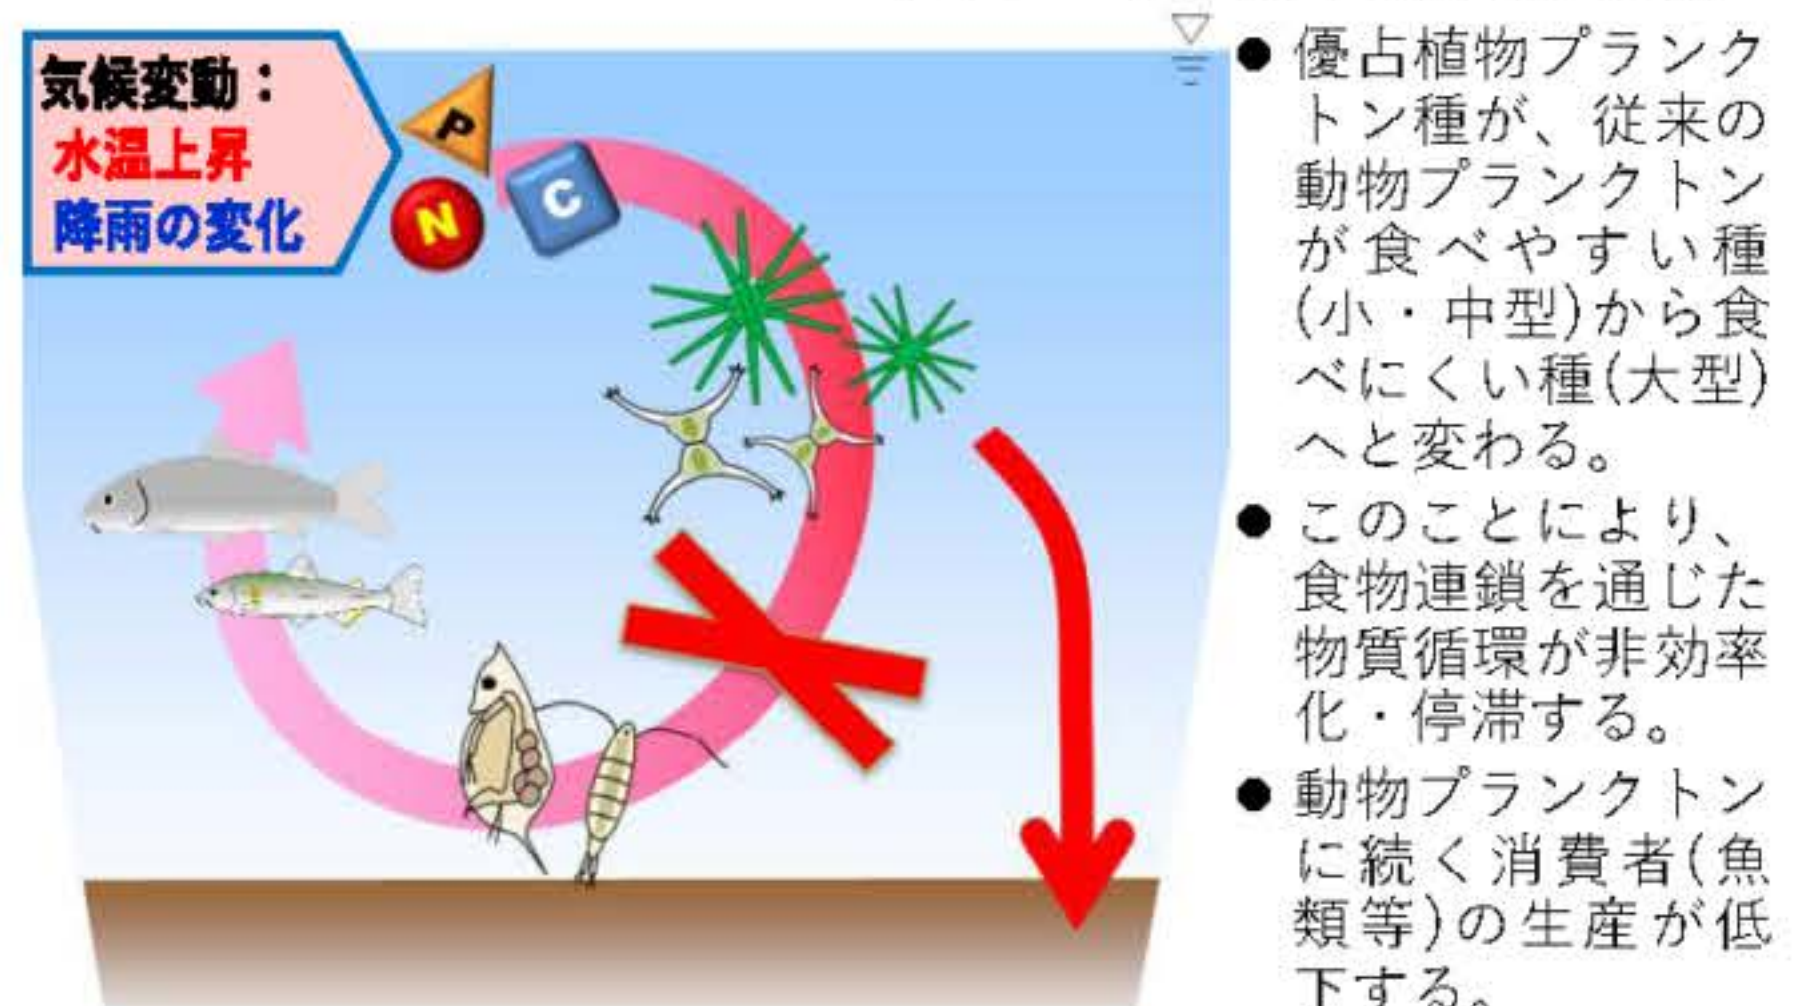 気候変動：
水温上昇
降雨の変化
P
C
N
● 優占植物プランク
トン種が、従来の
動物プランクトン
が食べやすい種
(小・中型)から食
べにくい種(大型)
へと変わる。
● このことにより、
食物連鎖を通じた
物質循環が非効率
化・停滞する。
● 動物プランクトン
に続く消費者(魚
類等)の生産が低
下する。